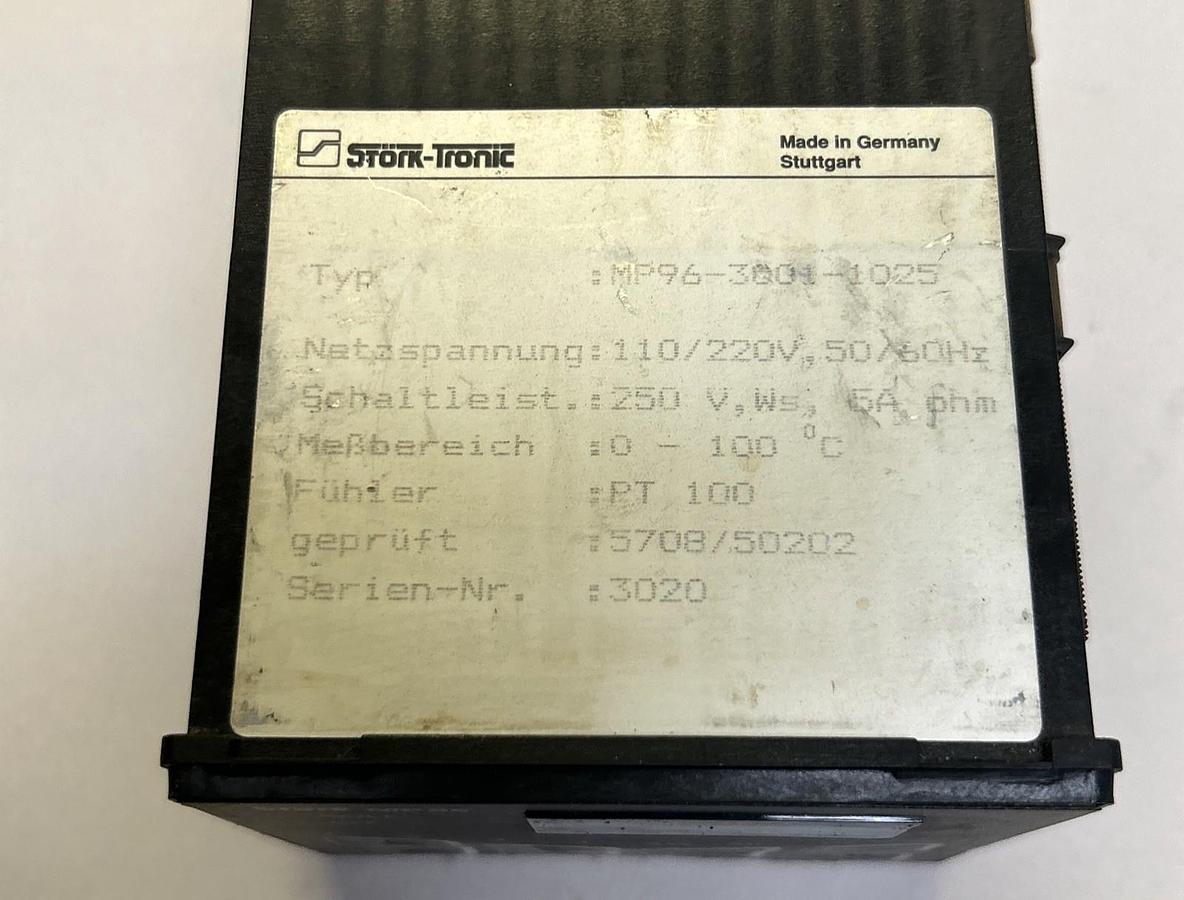 Störk-Tronic
Made in Germany
Stuttgart
Typ :MP96-3001-1025
Netzspannung:110/220V,50/60Hz
Schaltleist.:250 V,Ws, 6A ohm
Meßbereich :0 - 100 °C
Fühler :PT 100
geprüft :5708/50202
Serien-Nr. :3020